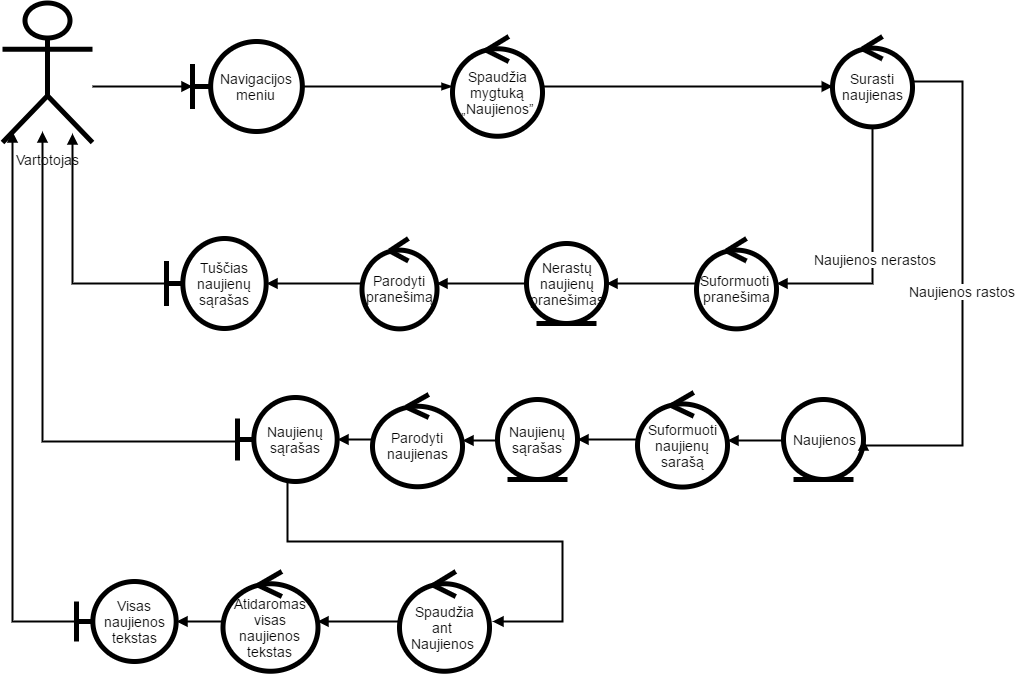 Navigacijos
meniu
Spaudžia
mygtuką
„Naujienos”
Surasti
naujienas
Vartotojas
Tuščias
naujienų
sąrašas
Parodyti
pranešima
Nerastų
naujienų
pranešimas
Suformuoti
pranešima
Naujienos nerastos
Naujienos rastos
Naujienų
sąrašas
Parodyti
naujienas
Naujienų
sąrašas
Suformuoti
naujienų
sarašą
Naujienos
Visas
naujienos
tekstas
Atidaromas
visas
naujienos
tekstas
Spaudžia
ant
Naujienos